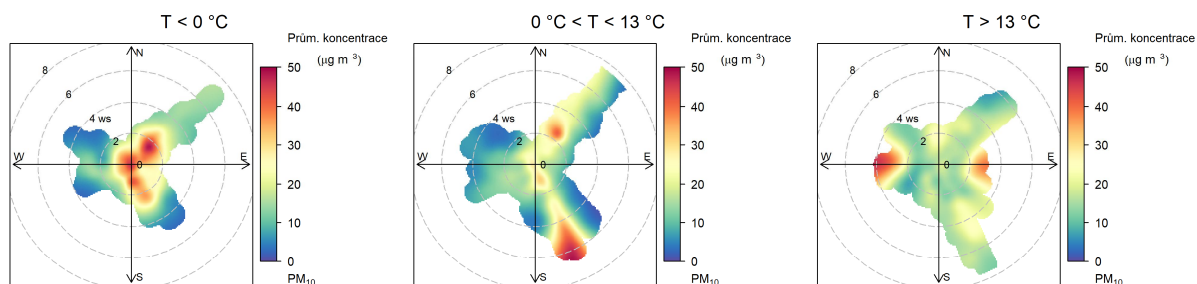 T < 0 °C
Prům. koncentrace
(µg m ³)
50
40
30
20
10
0
PM₁₀
N
8
6
4 ws
2
0
W
E
S
0 °C < T < 13 °C
Prům. koncentrace
(µg m ³)
50
40
30
20
10
0
PM₁₀
N
8
6
4 ws
2
0
W
E
S
T > 13 °C
Prům. koncentrace
(µg m ³)
50
40
30
20
10
0
PM₁₀
N
8
6
4 ws
2
0
W
E
S